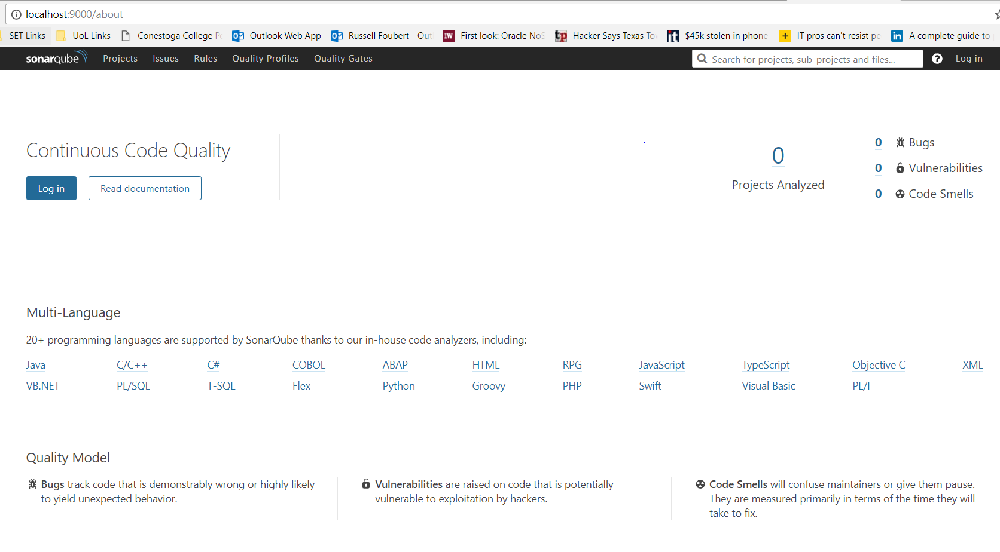 localhost:9000/about
SET Links UoL Links Conestoga College Outlook Web App Russell Foubert - Out First look: Oracle NoS Hacker Says Texas To $45k stolen in phone IT pros can't resist pe A complete guide to
sonarqube Projects Issues Rules Quality Profiles Quality Gates Search for projects, sub-projects and files... ? Log in
Continuous Code Quality
Log in Read documentation
0
Projects Analyzed
0 Bugs
0 Vulnerabilities
0 Code Smells
Multi-Language
20+ programming languages are supported by SonarQube thanks to our in-house code analyzers, including:
Java C/C++ C# COBOL ABAP HTML RPG JavaScript TypeScript Objective C XML
VB.NET PL/SQL T-SQL Flex Python Groovy PHP Swift Visual Basic PL/I
Quality Model
Bugs track code that is demonstrably wrong or highly likely
to yield unexpected behavior.
Vulnerabilities are raised on code that is potentially
vulnerable to exploitation by hackers.
Code Smells will confuse maintainers or give them pause.
They are measured primarily in terms of the time they will
take to fix.